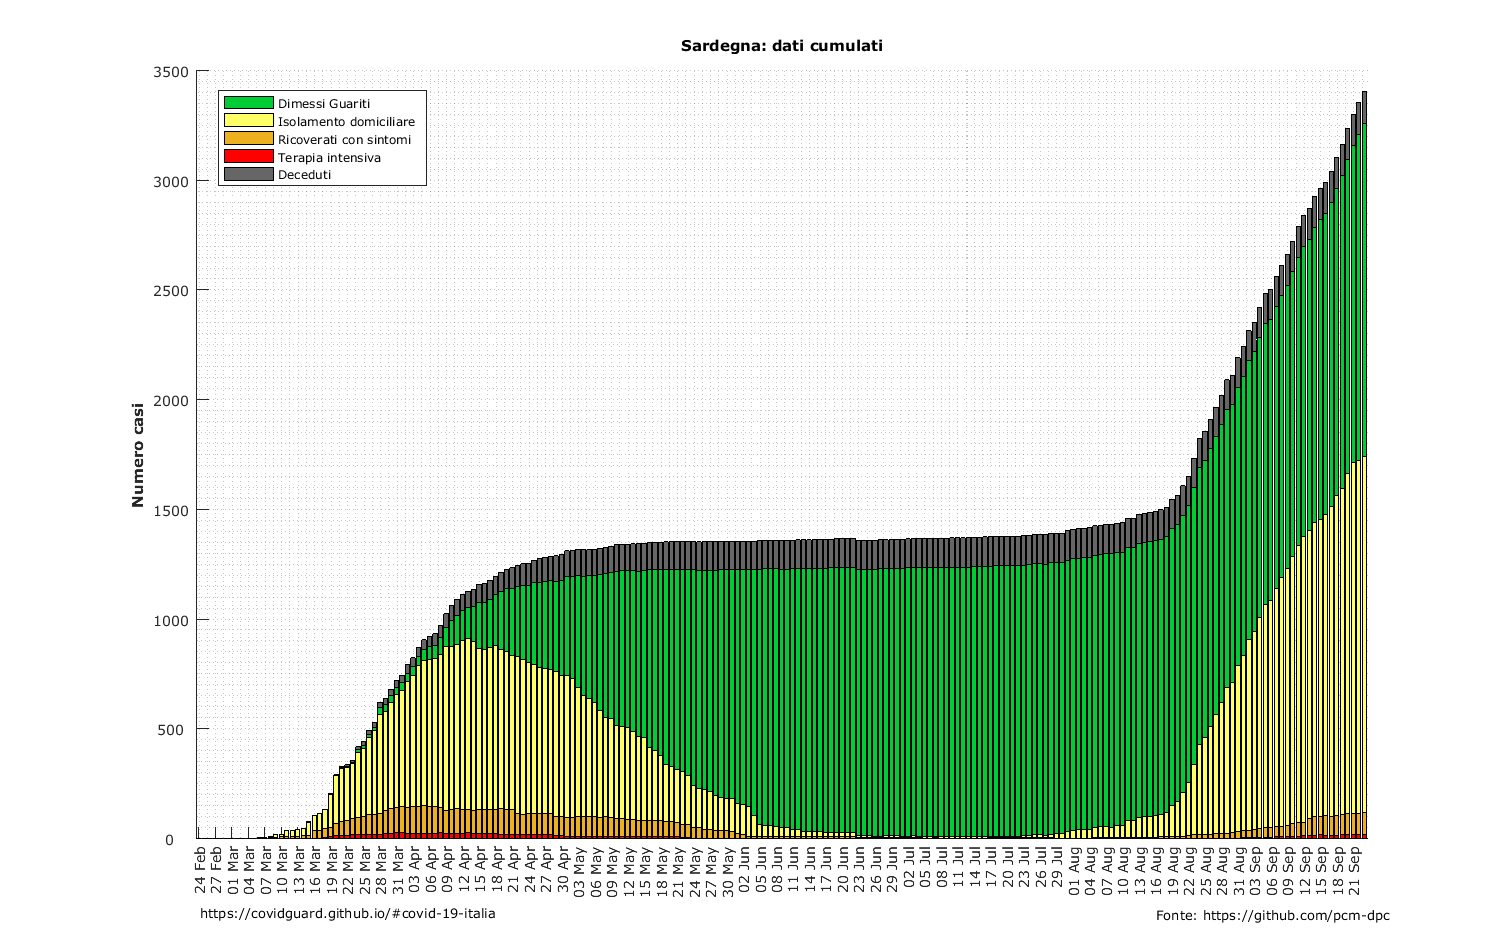 Sardegna: dati cumulati
3500
3000
2500
2000
1500
1000
500
0
Numero casi
Dimessi Guariti
Isolamento domiciliare
Ricoverati con sintomi
Terapia intensiva
Deceduti
24 Feb
27 Feb
01 Mar
04 Mar
07 Mar
10 Mar
13 Mar
16 Mar
19 Mar
22 Mar
25 Mar
28 Mar
31 Mar
03 Apr
06 Apr
09 Apr
12 Apr
15 Apr
18 Apr
21 Apr
24 Apr
27 Apr
30 Apr
03 May
06 May
09 May
12 May
15 May
18 May
21 May
24 May
27 May
30 May
02 Jun
05 Jun
08 Jun
11 Jun
14 Jun
17 Jun
20 Jun
23 Jun
26 Jun
29 Jun
02 Jul
05 Jul
08 Jul
11 Jul
14 Jul
17 Jul
20 Jul
23 Jul
26 Jul
29 Jul
01 Aug
04 Aug
07 Aug
10 Aug
13 Aug
16 Aug
19 Aug
22 Aug
25 Aug
28 Aug
31 Aug
03 Sep
06 Sep
09 Sep
12 Sep
15 Sep
18 Sep
21 Sep
https://covidguard.github.io/#covid-19-italia
Fonte: https://github.com/pcm-dpc